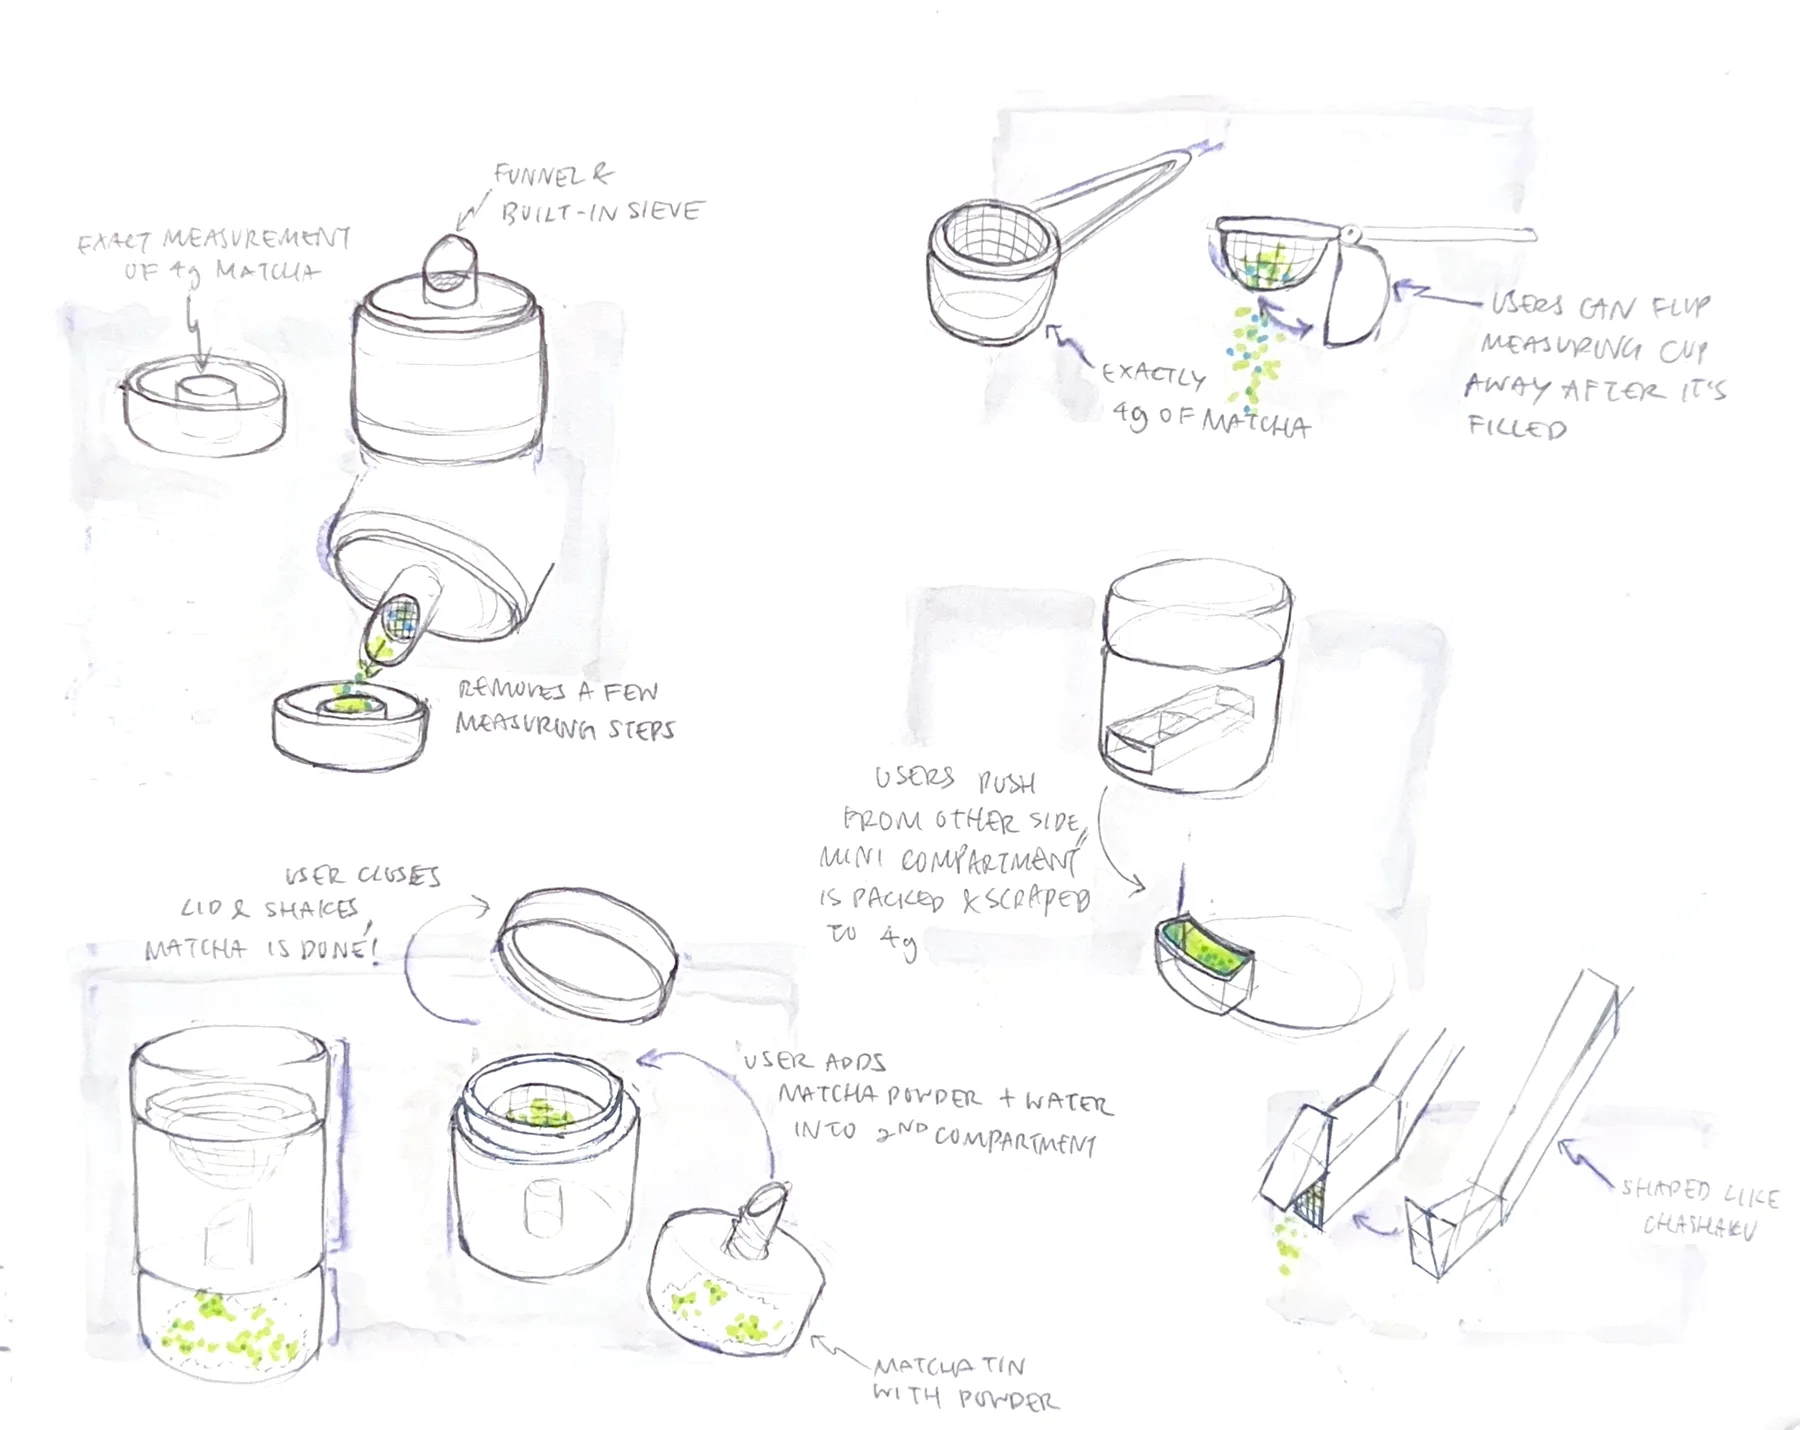 FUNNEL &
BUILT-IN SIEVE
EXACT MEASUREMENT
OF 4g MATCHA
REMOVES A FEW
MEASURING STEPS
EXACTLY
4g OF MATCHA
USERS CAN FLIP
MEASURING CUP
AWAY AFTER IT'S
FILLED
USERS PUSH
FROM OTHER SIDE,
MINI COMPARTMENT
IS PACKED & SCRAPED
TO 4g
USER CLOSES
LID & SHAKES,
MATCHA IS DONE!
USER ADDS
MATCHA POWDER + WATER
INTO 2ND COMPARTMENT
MATCHA TIN
WITH POWDER
SHAPED LIKE
CHASHAKU